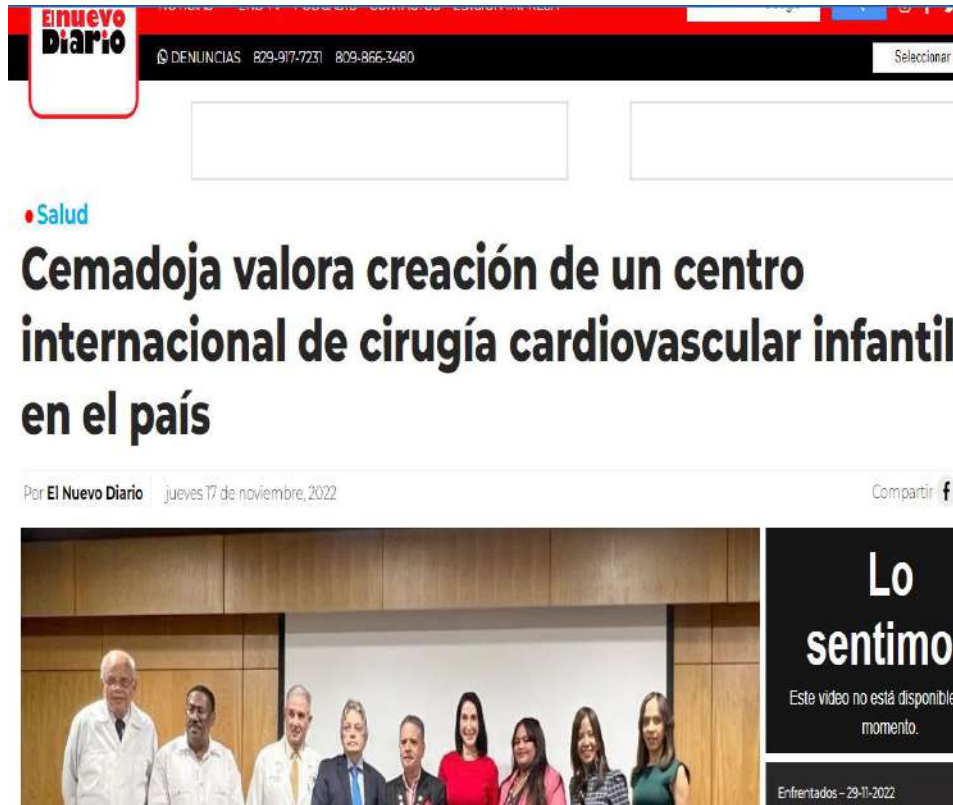 El nuevo
Diario
DENUNCIAS 829-917-7231 809-866-3480
Seleccionar
Salud
Cemadoja valora creación de un centro
internacional de cirugía cardiovascular infantil
en el país
Por El Nuevo Diario jueves 17 de noviembre, 2022
Compartir
Lo
sentimo
Este video no está disponible
momento.
Enfrentados – 29-11-2022